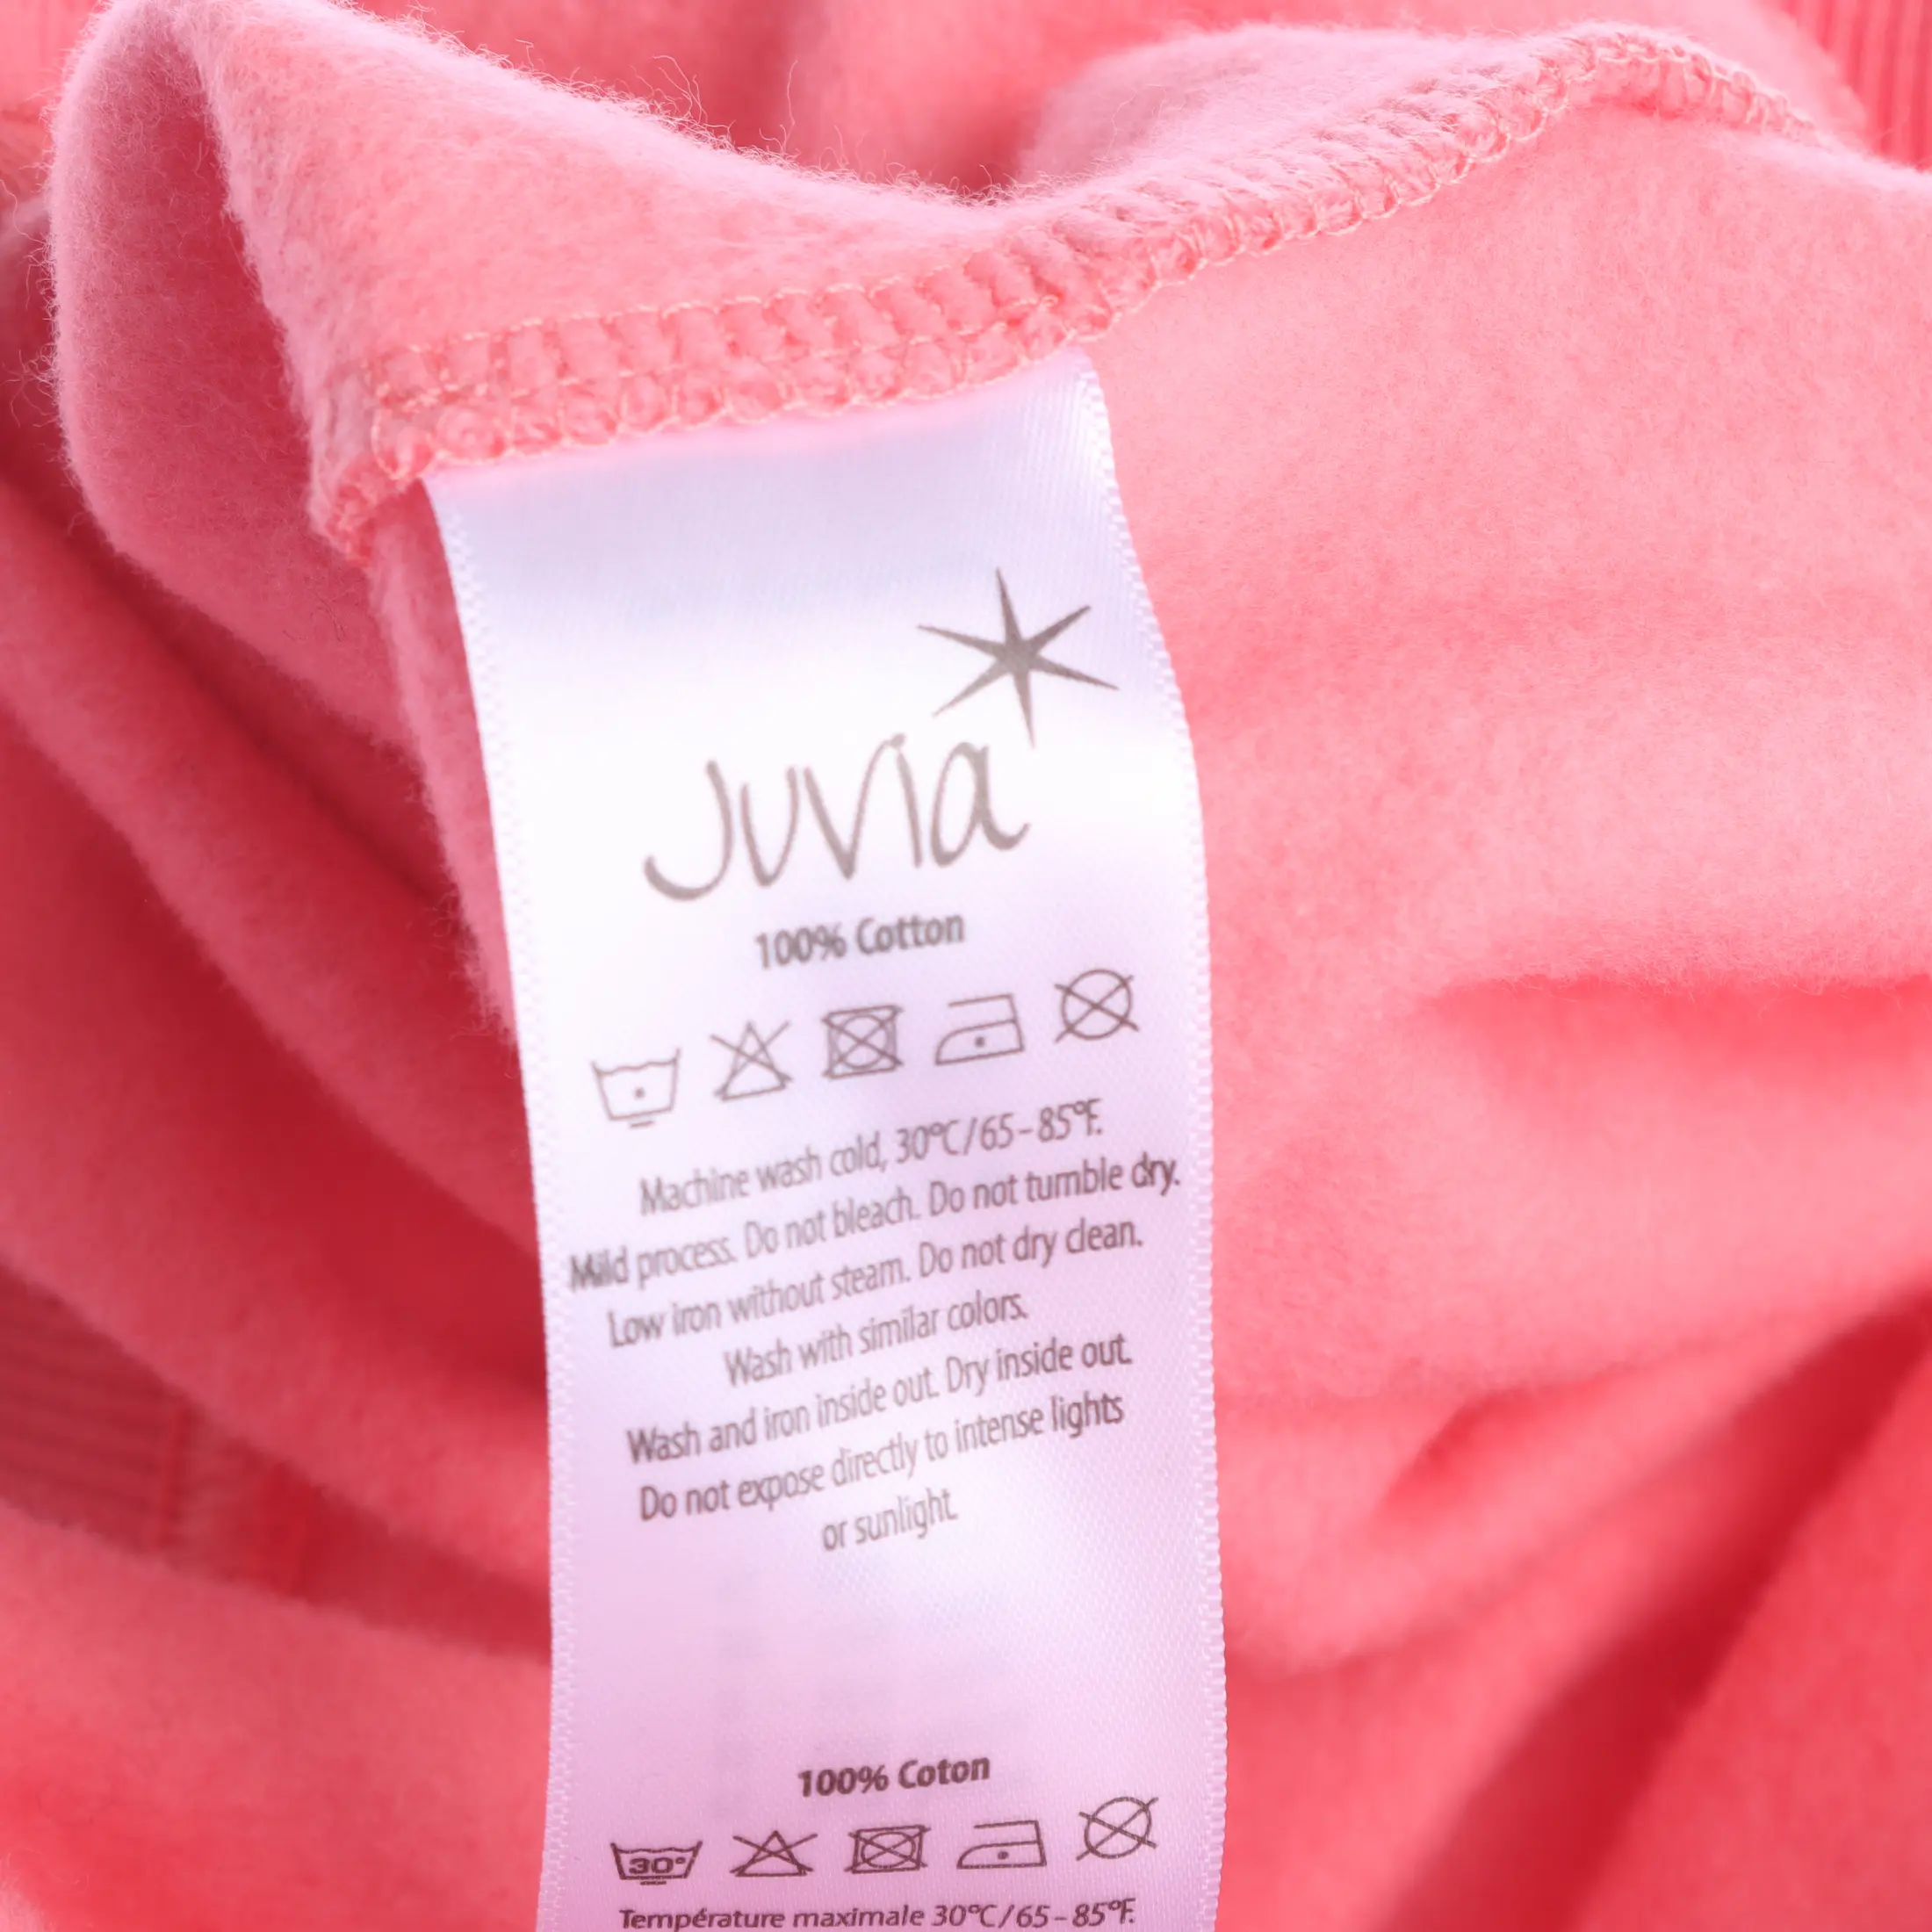 Juvia
100% Cotton
Machine wash cold, 30°C/65–85°F.
Mild process. Do not bleach. Do not tumble dry.
Low iron without steam. Do not dry clean.
Wash with similar colors.
Wash and iron inside out. Dry inside out.
Do not expose directly to intense lights
or sunlight.
100% Coton
30°
Température maximale 30°C/65–85°F.